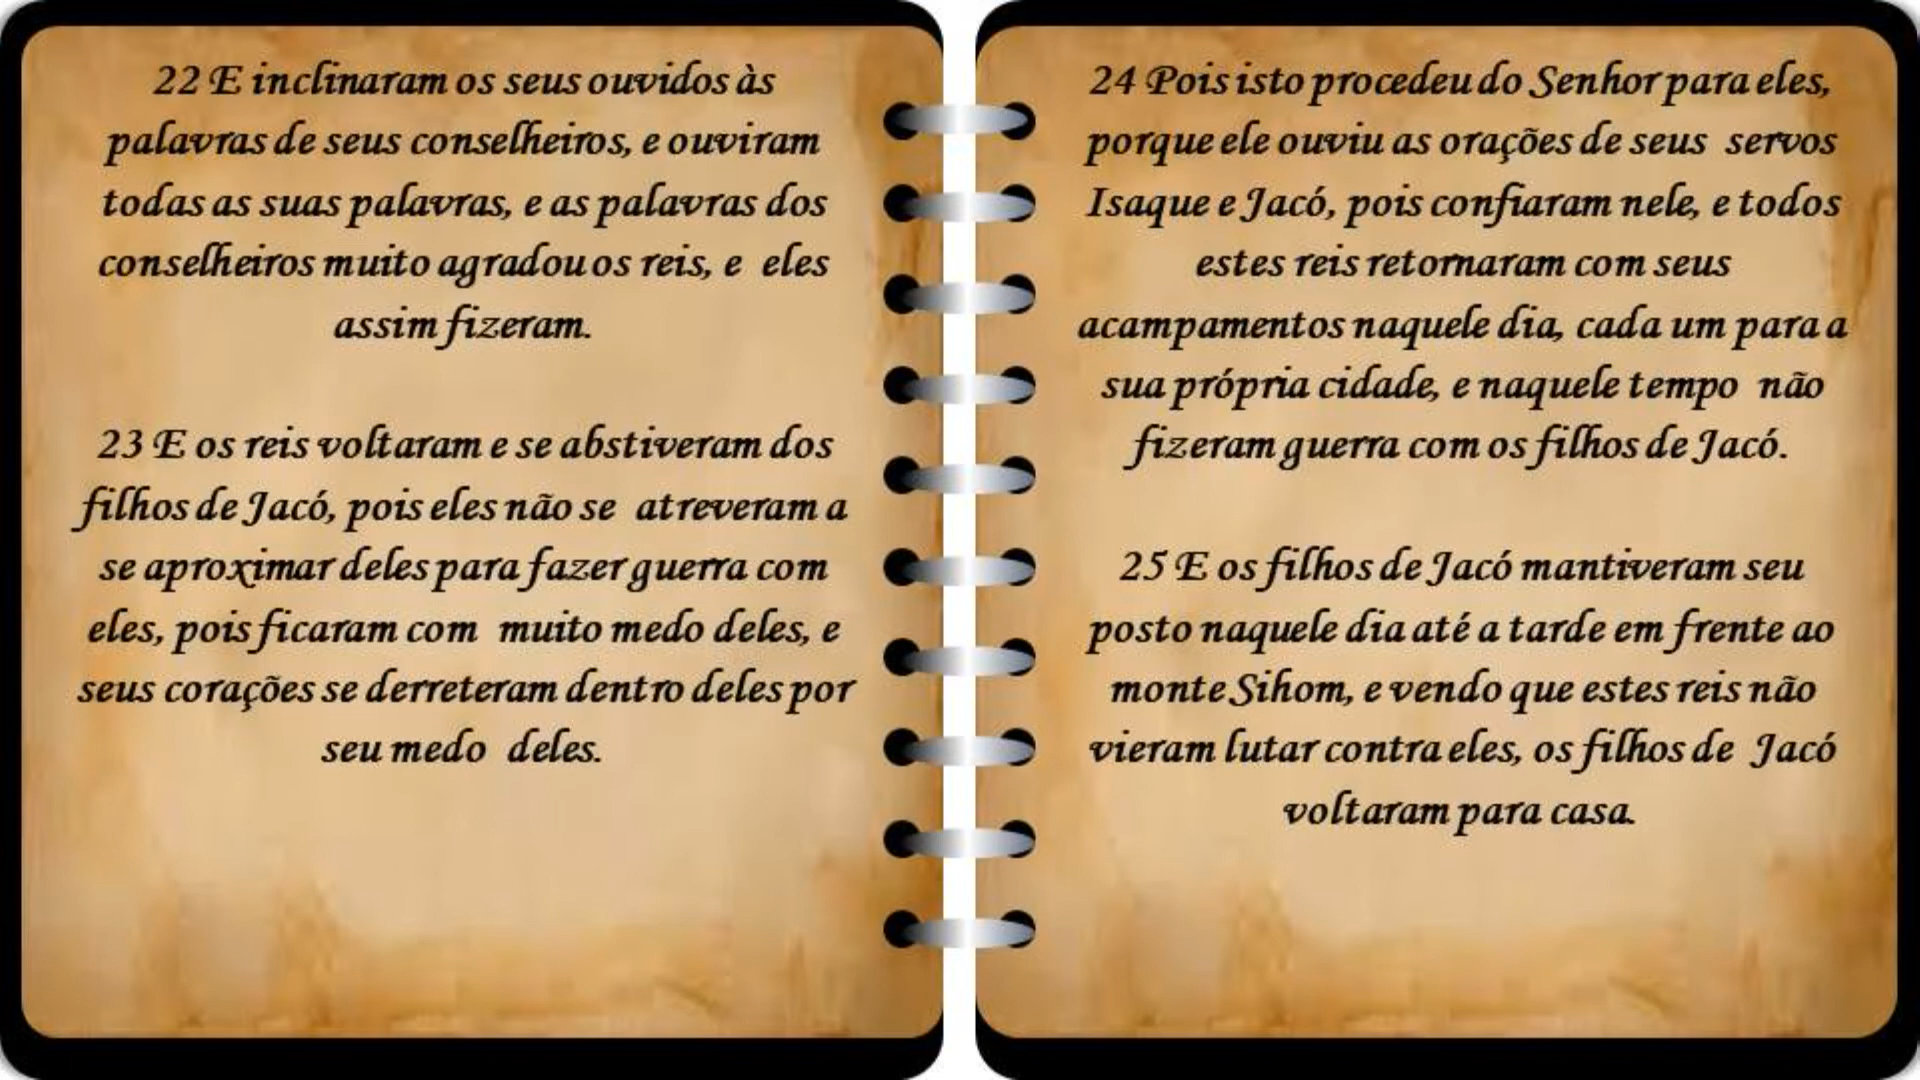 22 E inclinaram os seus ouvidos às
palavras de seus conselheiros, e ouviram
todas as suas palavras, e as palavras dos
conselheiros muito agradou os reis, e eles
assim fizeram.
23 E os reis voltaram e se abstiveram dos
filhos de Jacó, pois eles não se atreveram a
se aproximar deles para fazer guerra com
eles, pois ficaram com muito medo deles, e
seus corações se derreteram dentro deles por
seu medo deles.
24 Pois isto procedeu do Senhor para eles,
porque ele ouviu as orações de seus servos
Isaque e Jacó, pois confiaram nele, e todos
estes reis retornaram com seus
acampamentos naquele dia, cada um para a
sua própria cidade, e naquele tempo não
fizeram guerra com os filhos de Jacó.
25 E os filhos de Jacó mantiveram seu
posto naquele dia até a tarde em frente ao
monte Sihom, e vendo que estes reis não
vieram lutar contra eles, os filhos de Jacó
voltaram para casa.